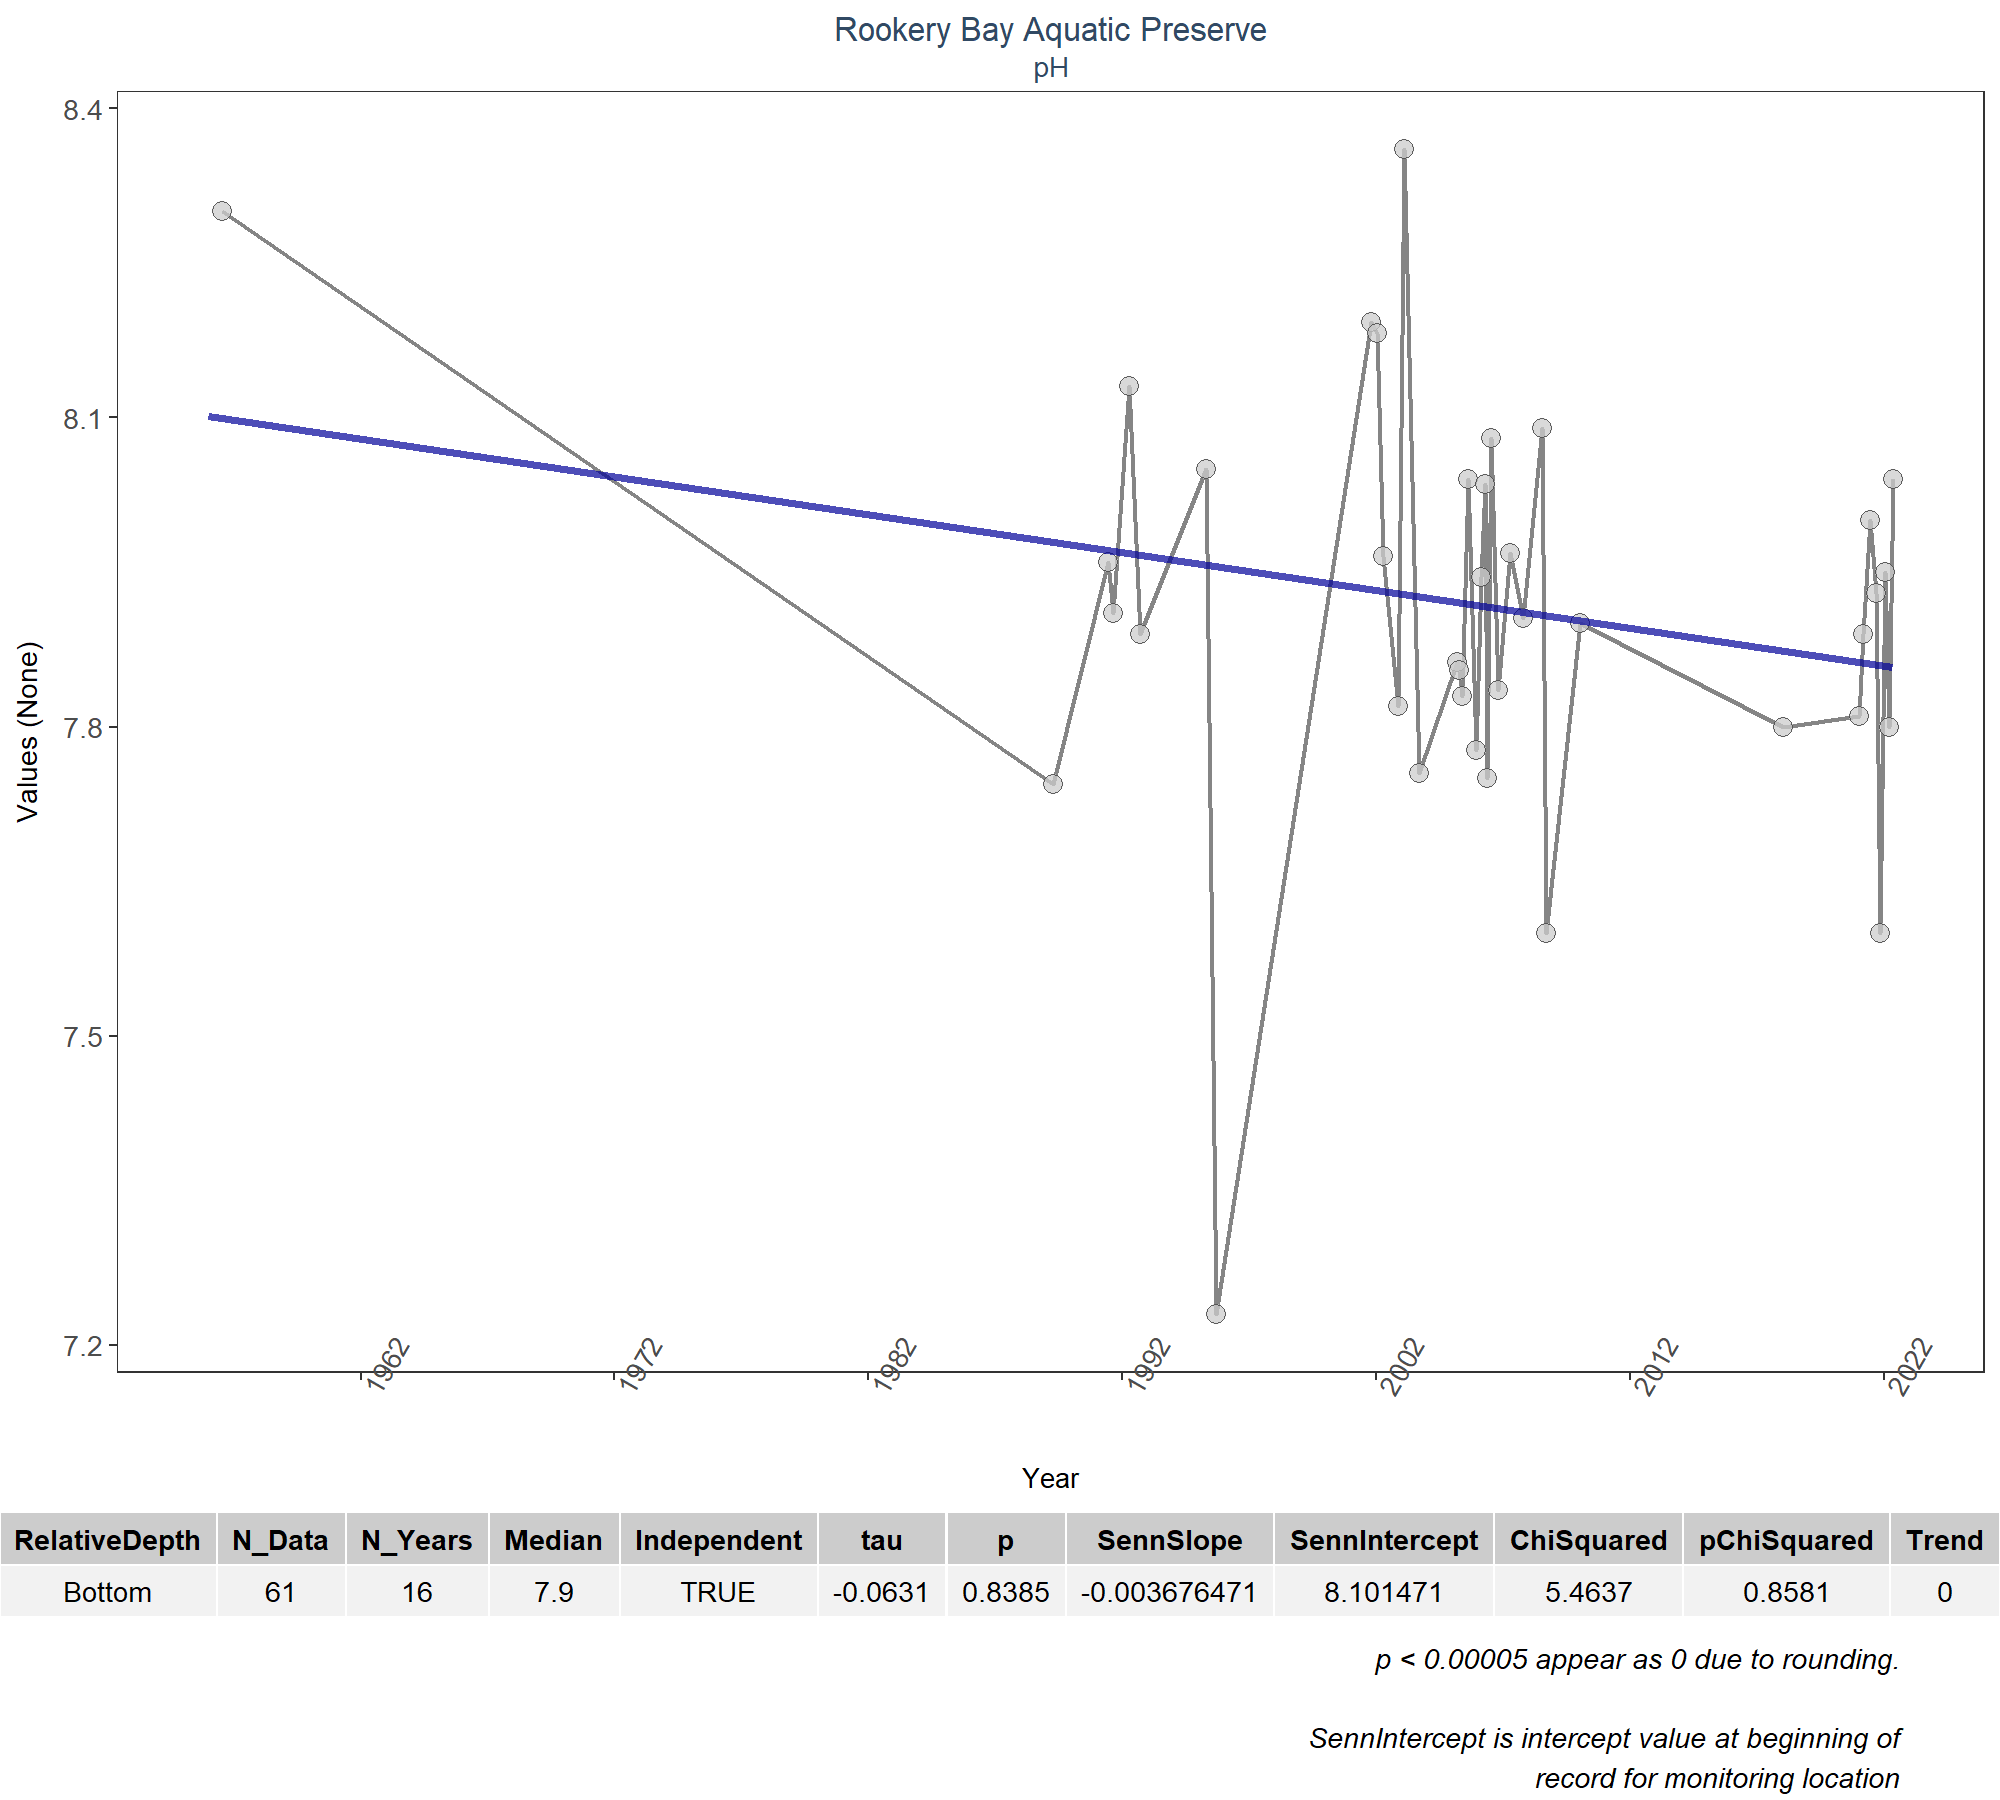 Rookery Bay Aquatic Preserve
pH
8.4
8.1
7.8
7.5
7.2
Values (None)
1962
1972
1982
1992
2002
2012
2022
Year
RelativeDepth N_Data N_Years Median Independent tau p SennSlope SennIntercept ChiSquared pChiSquared Trend
Bottom 61 16 7.9 TRUE -0.0631 0.8385 -0.003676471 8.101471 5.4637 0.8581 0
p < 0.00005 appear as 0 due to rounding.
SennIntercept is intercept value at beginning of
record for monitoring location